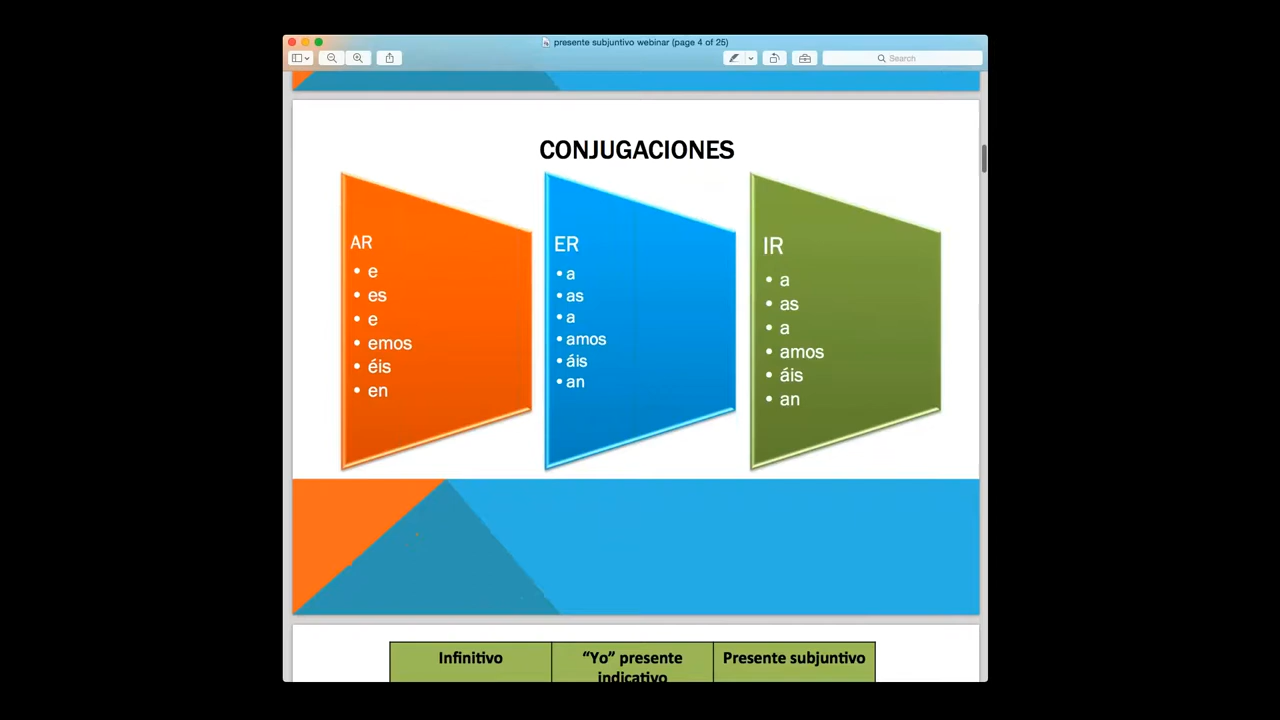 presente subjuntivo webinar (page 4 of 25)
Search
CONJUGACIONES
AR
• e
• es
• e
• emos
• éis
• en
ER
• a
• as
• a
• amos
• áis
• an
IR
• a
• as
• a
• amos
• áis
• an
Infinitivo
“Yo” presente
indicativo
Presente subjuntivo